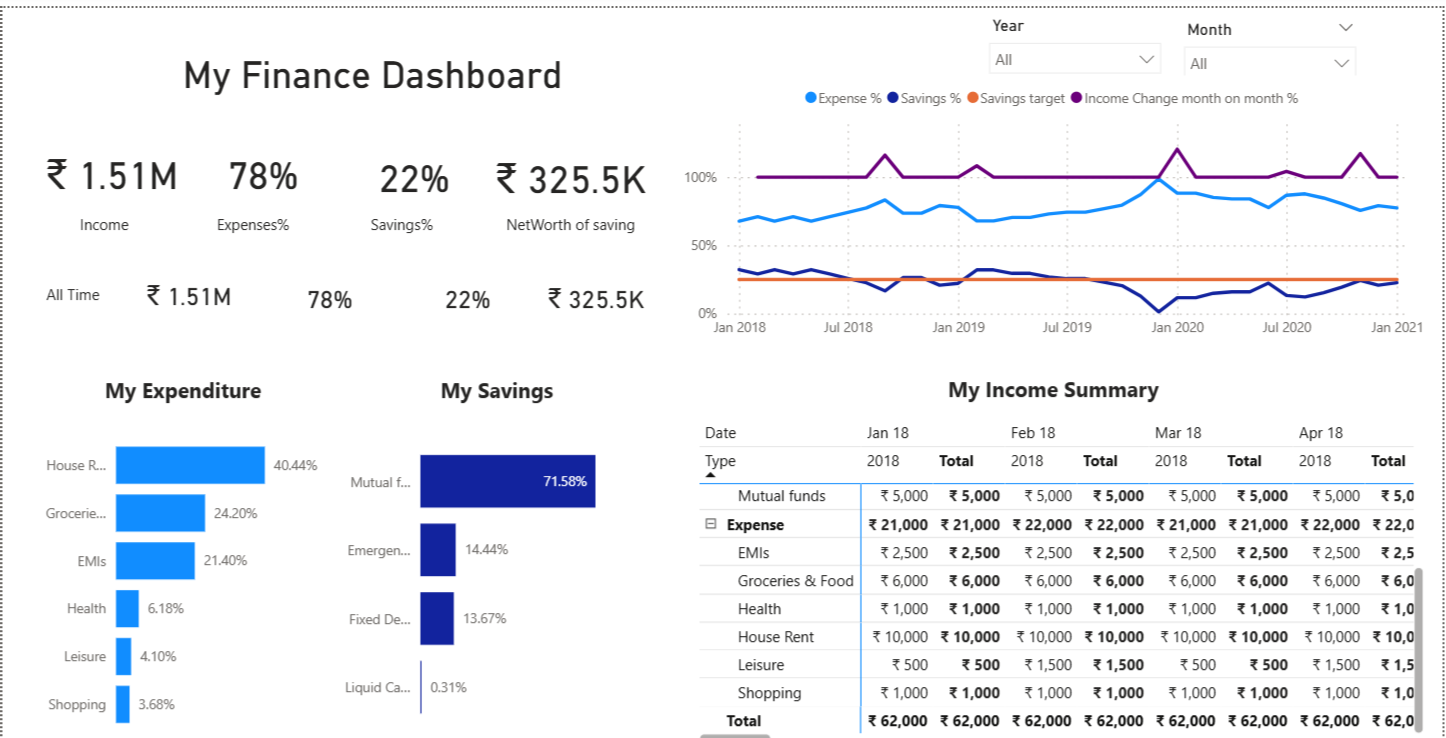 Year
Month
All
All
My Finance Dashboard
Expense % Savings % Savings target Income Change month on month %
₹ 1.51M 78% 22% ₹ 325.5K
Income Expenses% Savings% NetWorth of saving
All Time ₹ 1.51M 78% 22% ₹ 325.5K
100%
50%
0%
Jan 2018 Jul 2018 Jan 2019 Jul 2019 Jan 2020 Jul 2020 Jan 2021
My Expenditure
House R... 40.44%
Grocerie... 24.20%
EMIs 21.40%
Health 6.18%
Leisure 4.10%
Shopping 3.68%
My Savings
Mutual f... 71.58%
Emergen... 14.44%
Fixed De... 13.67%
Liquid Ca... 0.31%
My Income Summary
Date Jan 18 Feb 18 Mar 18 Apr 18
Type 2018 Total 2018 Total 2018 Total 2018 Total
Mutual funds ₹ 5,000 ₹ 5,000 ₹ 5,000 ₹ 5,000 ₹ 5,000 ₹ 5,000 ₹ 5,000 ₹ 5,0
Expense ₹ 21,000 ₹ 21,000 ₹ 22,000 ₹ 22,000 ₹ 21,000 ₹ 21,000 ₹ 22,000 ₹ 22,0
EMIs ₹ 2,500 ₹ 2,500 ₹ 2,500 ₹ 2,500 ₹ 2,500 ₹ 2,500 ₹ 2,500 ₹ 2,5
Groceries & Food ₹ 6,000 ₹ 6,000 ₹ 6,000 ₹ 6,000 ₹ 6,000 ₹ 6,000 ₹ 6,000 ₹ 6,0
Health ₹ 1,000 ₹ 1,000 ₹ 1,000 ₹ 1,000 ₹ 1,000 ₹ 1,000 ₹ 1,000 ₹ 1,0
House Rent ₹ 10,000 ₹ 10,000 ₹ 10,000 ₹ 10,000 ₹ 10,000 ₹ 10,000 ₹ 10,000 ₹ 10,0
Leisure ₹ 500 ₹ 500 ₹ 1,500 ₹ 1,500 ₹ 500 ₹ 500 ₹ 1,500 ₹ 1,5
Shopping ₹ 1,000 ₹ 1,000 ₹ 1,000 ₹ 1,000 ₹ 1,000 ₹ 1,000 ₹ 1,000 ₹ 1,0
Total ₹ 62,000 ₹ 62,000 ₹ 62,000 ₹ 62,000 ₹ 62,000 ₹ 62,000 ₹ 62,000 ₹ 62,0